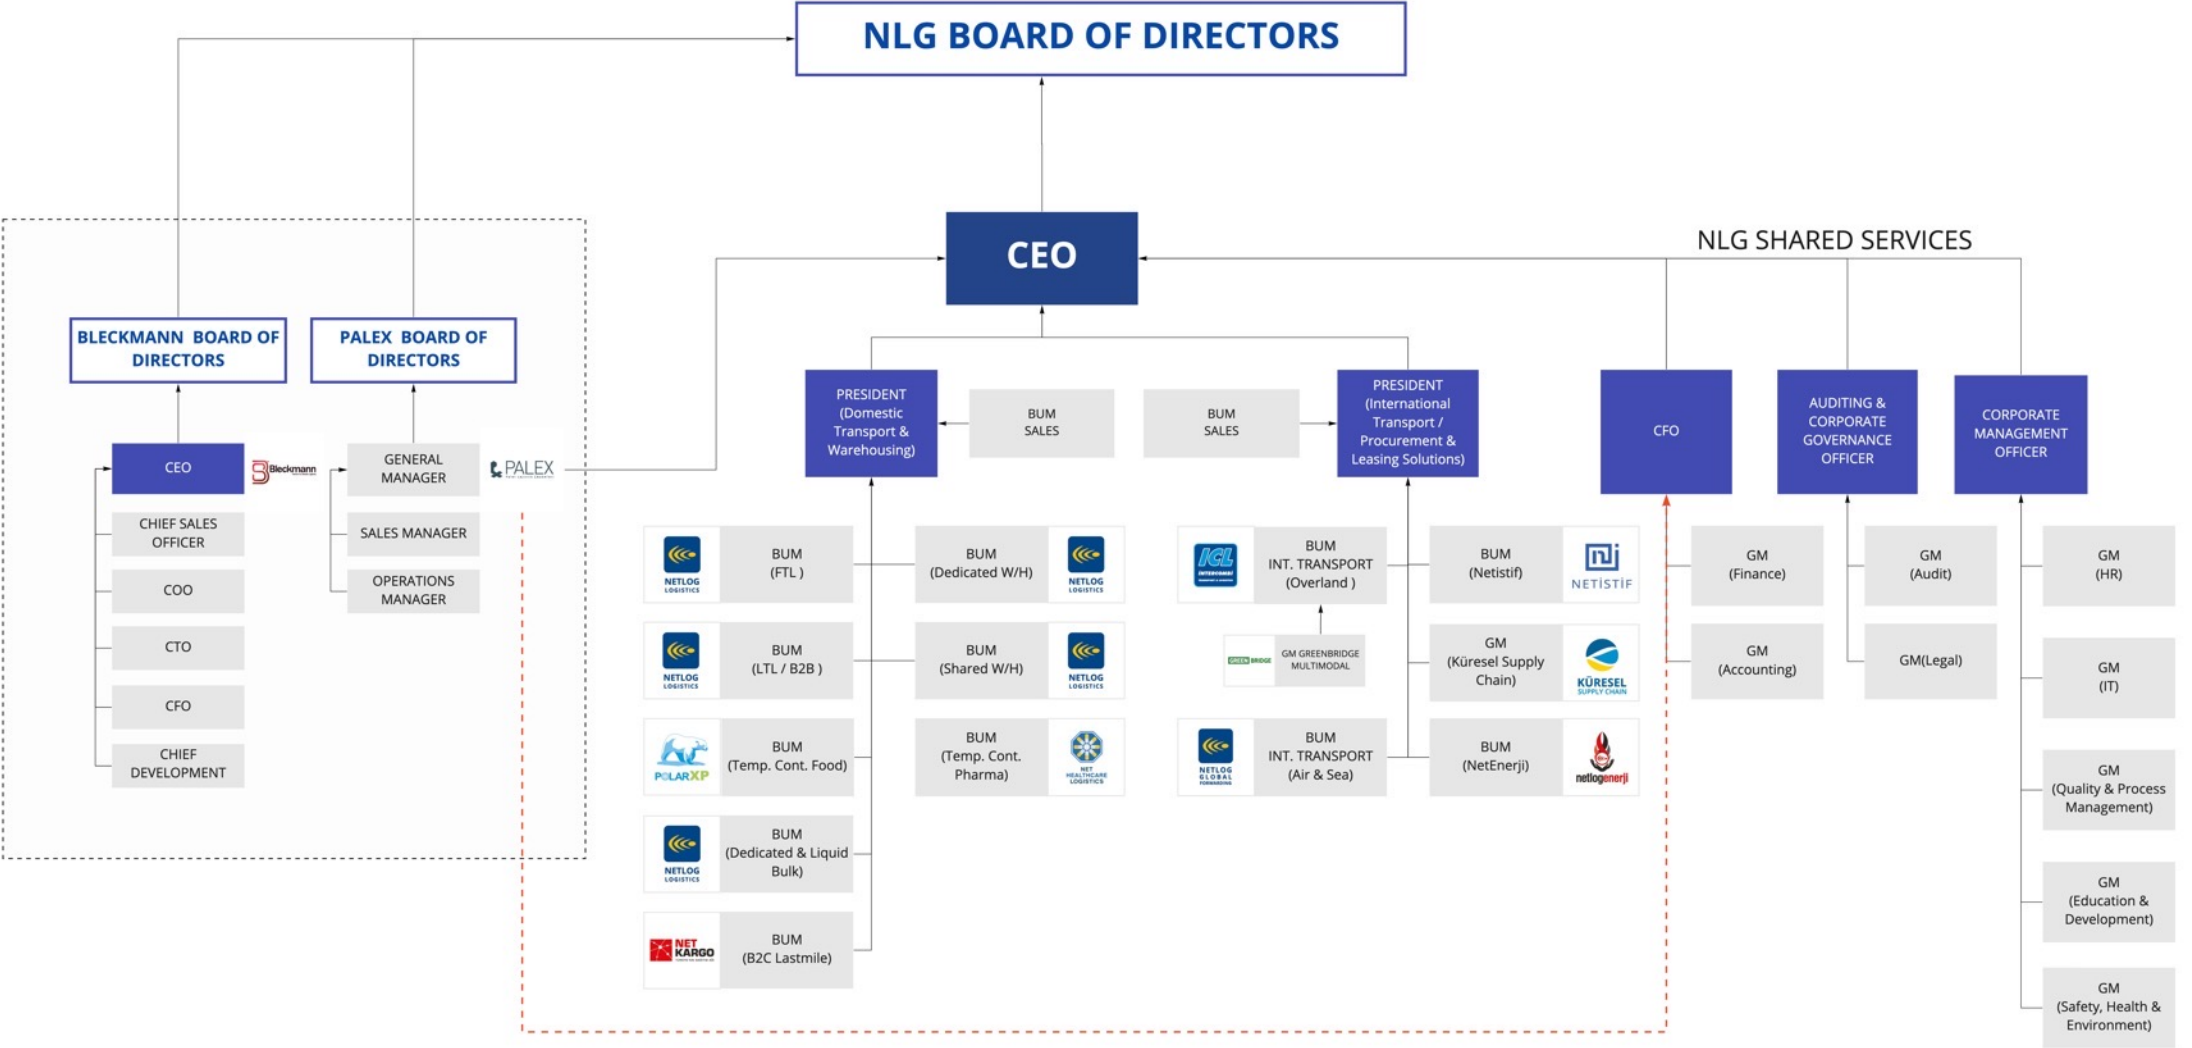 NLG BOARD OF DIRECTORS
CEO
NLG SHARED SERVICES
BLECKMANN BOARD OF
DIRECTORS
PALEX BOARD OF
DIRECTORS
CEO
Bleckmann
CHIEF SALES
OFFICER
COO
CTO
CFO
CHIEF
DEVELOPMENT
GENERAL
MANAGER
PALEX
SALES MANAGER
OPERATIONS
MANAGER
PRESIDENT
(Domestic
Transport &
Warehousing)
BUM
SALES
BUM
SALES
PRESIDENT
(International
Transport /
Procurement &
Leasing Solutions)
NETLOG
LOGISTICS
BUM
(FTL )
BUM
(Dedicated W/H)
NETLOG
LOGISTICS
NETLOG
LOGISTICS
BUM
(LTL / B2B )
BUM
(Shared W/H)
NETLOG
LOGISTICS
POLARXP
BUM
(Temp. Cont. Food)
BUM
(Temp. Cont.
Pharma)
NET
HEALTHCARE
LOGISTICS
NETLOG
LOGISTICS
BUM
(Dedicated & Liquid
Bulk)
NET
KARGO
BUM
(B2C Lastmile)
ICL
INTERCOMBI
BUM
INT. TRANSPORT
(Overland )
GREENBRIDGE
GM GREENBRIDGE
MULTIMODAL
NETLOG
GLOBAL
FORWARDING
BUM
INT. TRANSPORT
(Air & Sea)
BUM
(Netistif)
NETİSTİF
GM
(Küresel Supply
Chain)
KÜRESEL
SUPPLY CHAIN
BUM
(NetEnerji)
netlogenerji
CFO
GM
(Finance)
GM
(Accounting)
AUDITING &
CORPORATE
GOVERNANCE
OFFICER
GM
(Audit)
GM(Legal)
CORPORATE
MANAGEMENT
OFFICER
GM
(HR)
GM
(IT)
GM
(Quality & Process
Management)
GM
(Education &
Development)
GM
(Safety, Health &
Environment)